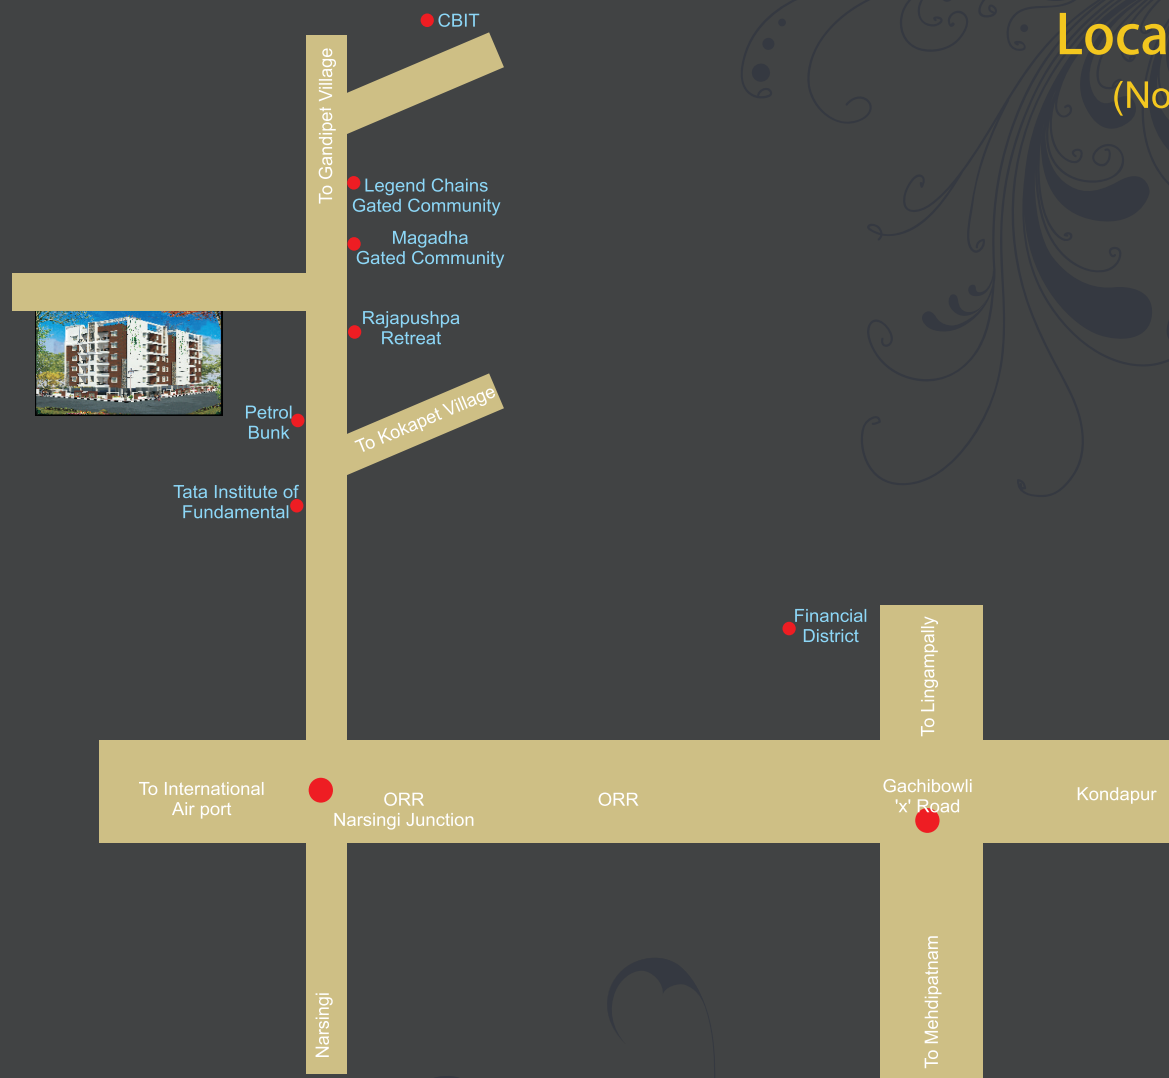 CBIT
Loca
(No
To Gandipet Village
Legend Chains
Gated Community
Magadha
Gated Community
Rajapushpa
Retreat
To Kokapet Village
Petrol
Bunk
Tata Institute of
Fundamental
Financial
District
To Lingampally
To International
Air port
ORR
Narsingi Junction
ORR
Gachibowli
'x' Road
Kondapur
Narsingi
To Mehdipatnam